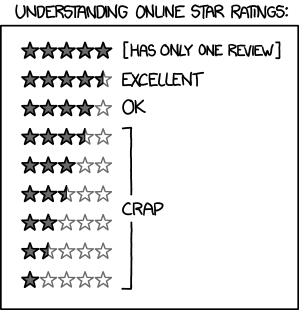 UNDERSTANDING ONLINE STAR RATINGS:
[HAS ONLY ONE REVIEW]
EXCELLENT
OK
CRAP